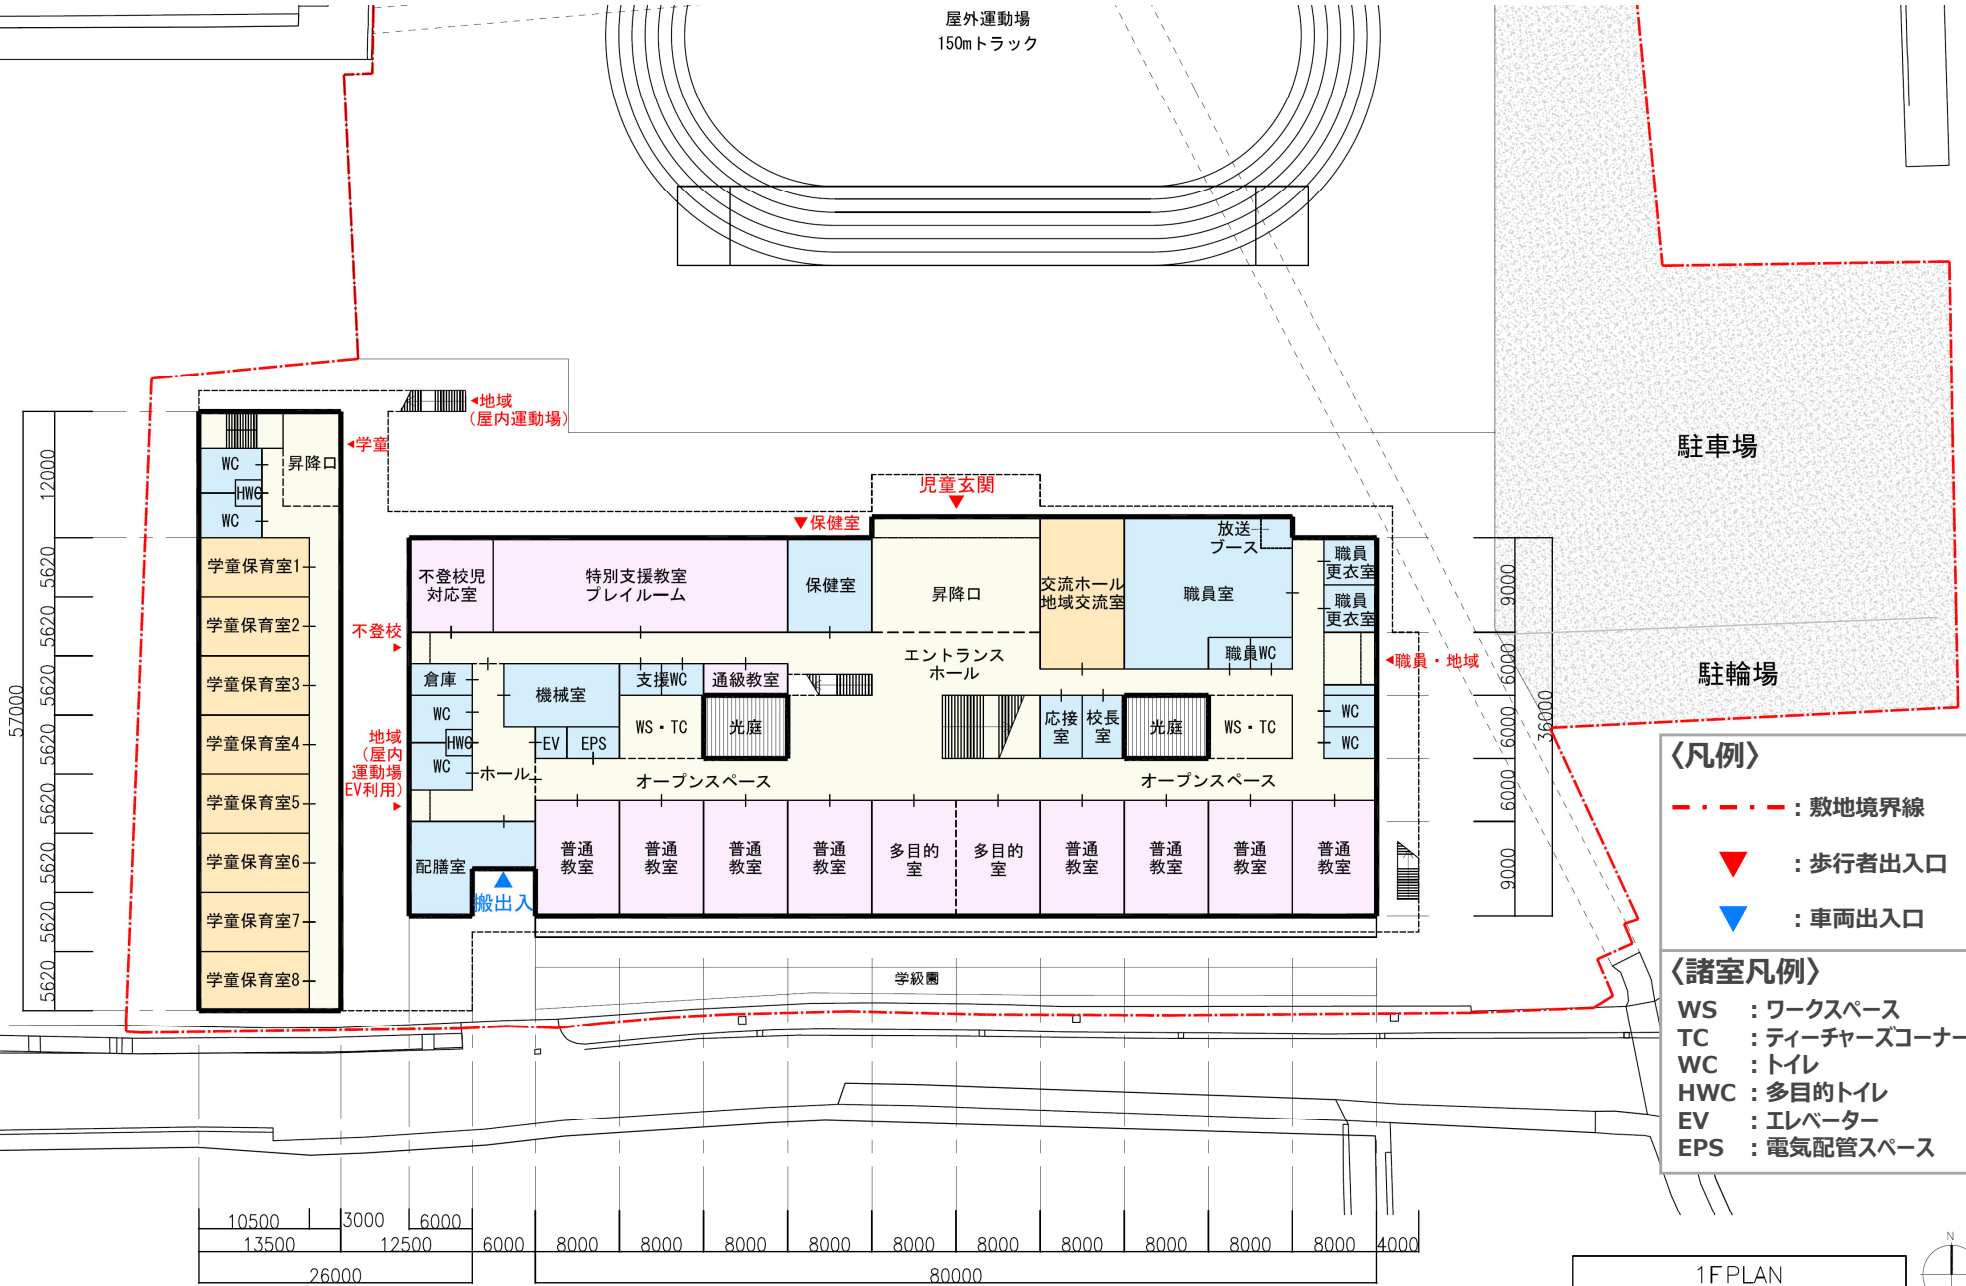 屋外運動場
150mトラック
駐車場
駐輪場
◂地域
(屋内運動場)
◂学童
昇降口
WC
HWC
WC
学童保育室1
学童保育室2
学童保育室3
学童保育室4
学童保育室5
学童保育室6
学童保育室7
学童保育室8
児童玄関
▼保健室
不登校児
対応室
特別支援教室
プレイルーム
保健室
昇降口
交流ホール
地域交流室
放送
ブース
職員室
職員
更衣室
職員
更衣室
職員WC
不登校
◂職員・地域
エントランス
ホール
倉庫
機械室
支援WC
通級教室
WC
HWC
WC
WS・TC
光庭
EV
EPS
応接
室
校長
室
光庭
WS・TC
WC
WC
地域
(屋内
運動場
EV利用)
ホール
オープンスペース
オープンスペース
配膳室
搬出入
普通
教室
普通
教室
普通
教室
普通
教室
多目的
室
多目的
室
普通
教室
普通
教室
普通
教室
普通
教室
学級園
57000
12000
5620
5620
5620
5620
5620
5620
5620
5620
9000
6000
6000
6000
9000
36000
10500
3000
6000
13500
12500
6000
8000
8000
8000
8000
8000
8000
8000
8000
8000
8000
4000
26000
80000
〈凡例〉
：敷地境界線
：歩行者出入口
：車両出入口
〈諸室凡例〉
WS ：ワークスペース
TC ：ティーチャーズコーナー
WC ：トイレ
HWC ：多目的トイレ
EV ：エレベーター
EPS ：電気配管スペース
1FPLAN
N